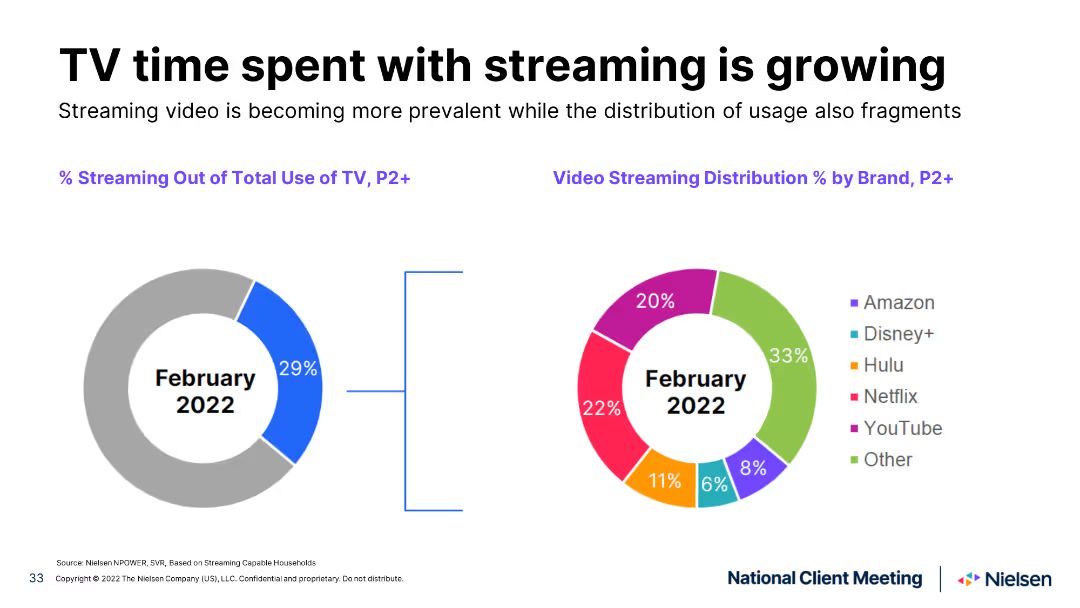 TV time spent with streaming is growing
Streaming video is becoming more prevalent while the distribution of usage also fragments
% Streaming Out of Total Use of TV, P2+
29%
February
2022
Video Streaming Distribution % by Brand, P2+
20%
33%
22%
11%
6%
8%
February
2022
Amazon
Disney+
Hulu
Netflix
YouTube
Other
Source: Nielsen NPOWER, SVR, Based on Streaming Capable Households
33
Copyright © 2022 The Nielsen Company (US), LLC. Confidential and proprietary. Do not distribute.
National Client Meeting
Nielsen